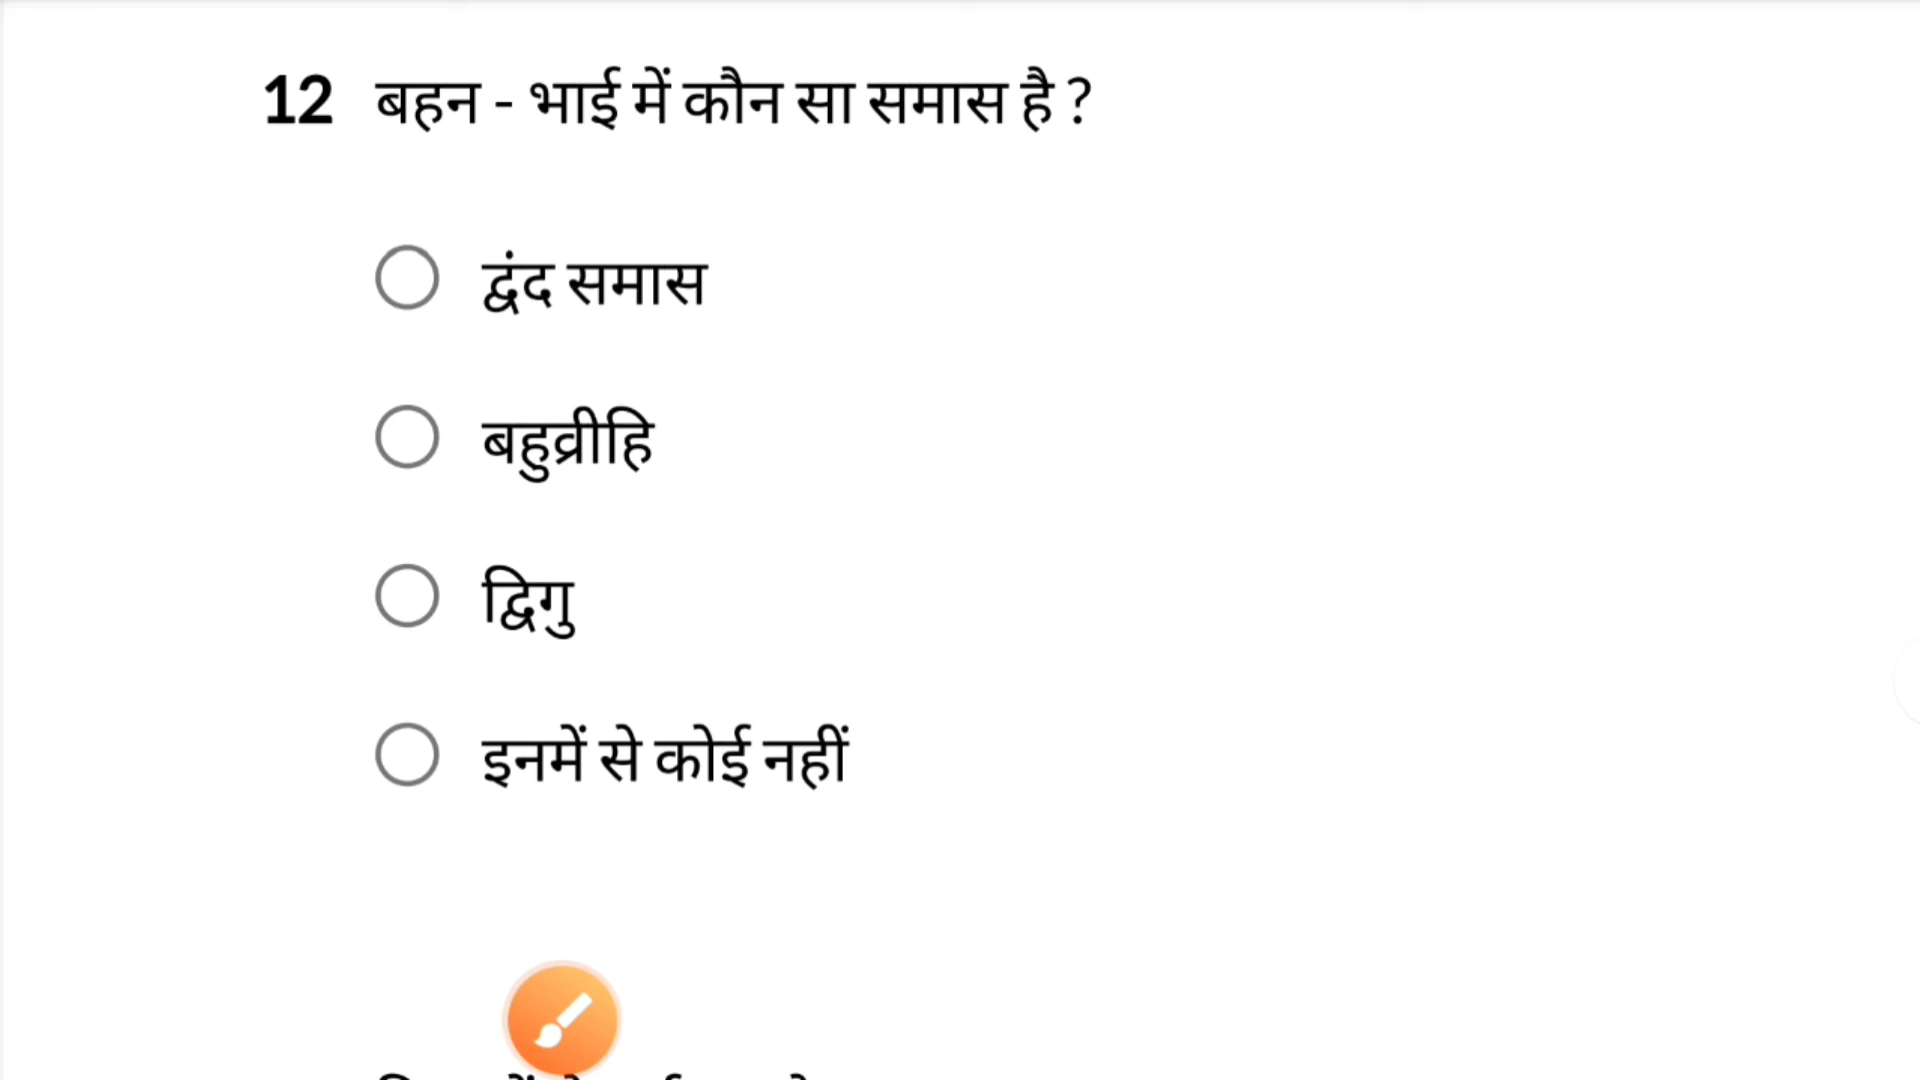 12 बहन - भाई में कौन सा समास है ?
द्वंद समास
बहुव्रीहि
द्विगु
इनमें से कोई नहीं